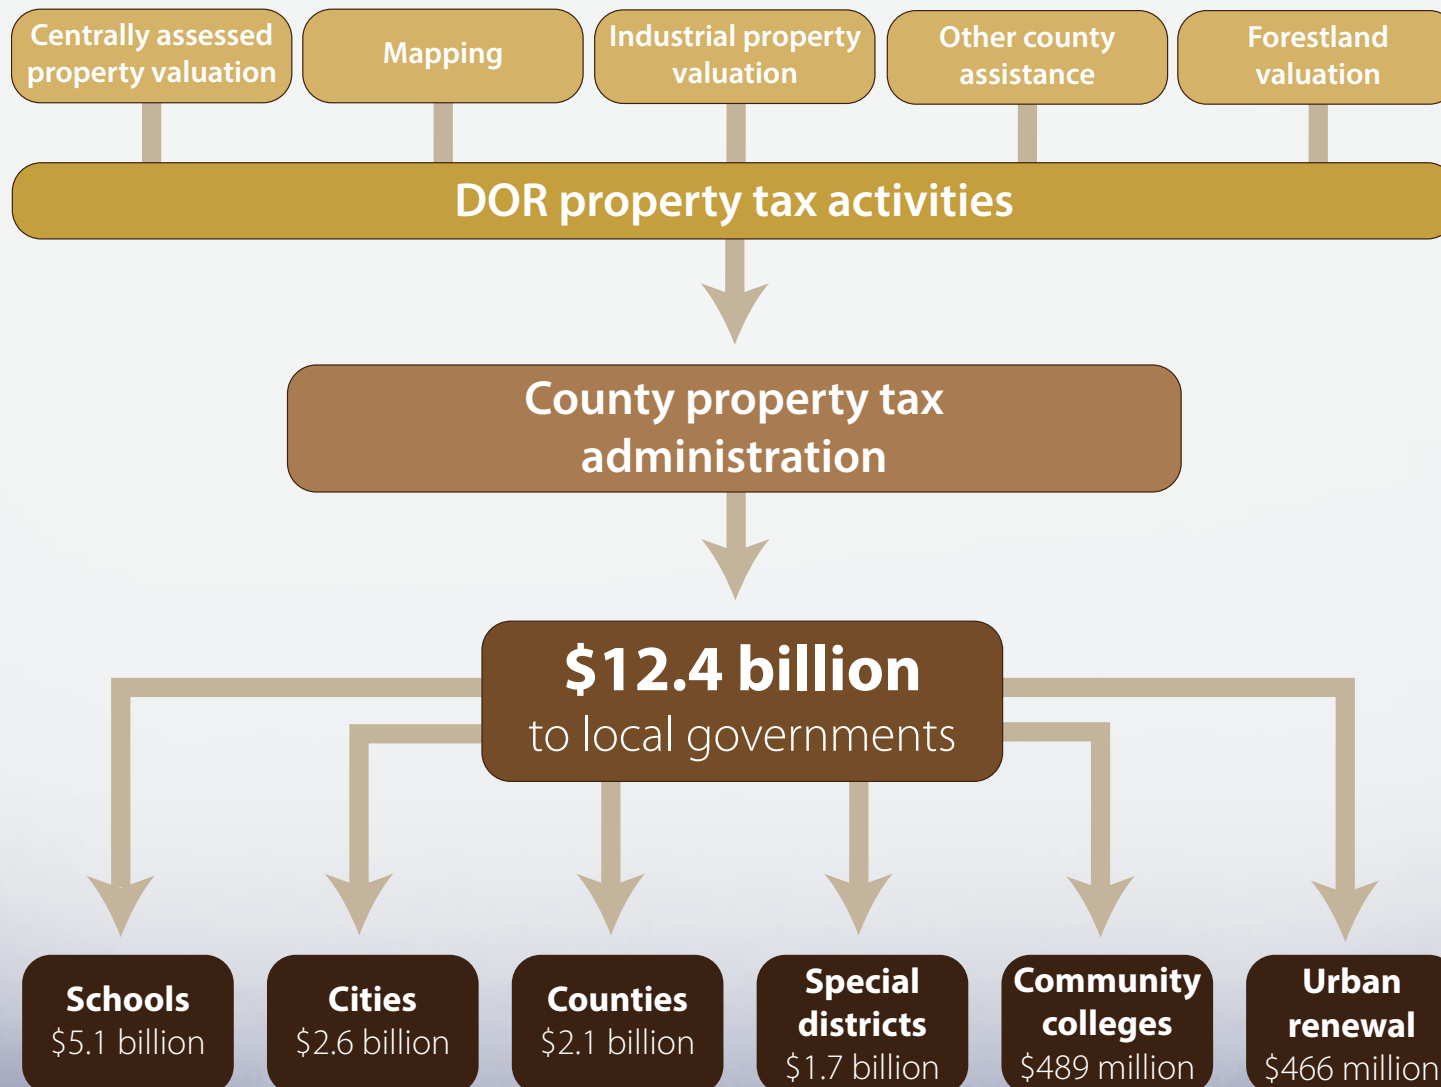 Centrally assessed
property valuation
Mapping
Industrial property
valuation
Other county
assistance
Forestland
valuation
DOR property tax activities
County property tax
administration
$12.4 billion
to local governments
Schools
$5.1 billion
Cities
$2.6 billion
Counties
$2.1 billion
Special
districts
$1.7 billion
Community
colleges
$489 million
Urban
renewal
$466 million